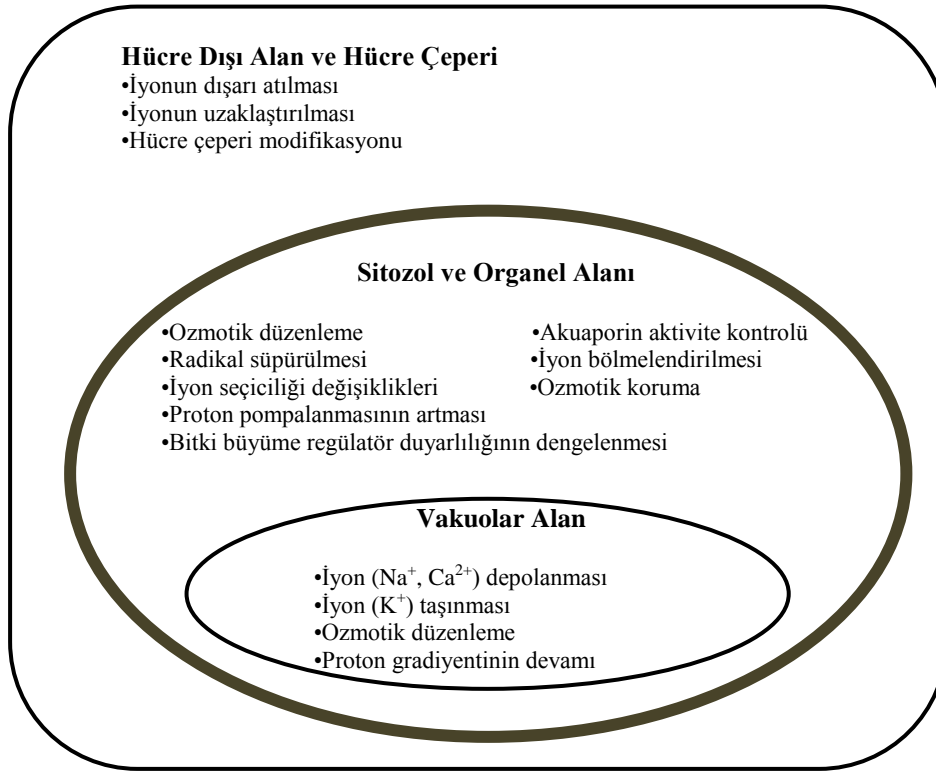 Hücre Dışı Alan ve Hücre Çeperi
•İyonun dışarı atılması
•İyonun uzaklaştırılması
•Hücre çeperi modifikasyonu
Sitozol ve Organel Alanı
•Ozmotik düzenleme
•Radikal süpürülmesi
•İyon seçiciliği değişiklikleri
•Proton pompalanmasının artması
•Bitki büyüme regülatör duyarlılığının dengelenmesi
•Akuaporin aktivite kontrolü
•İyon bölmelendirilmesi
•Ozmotik koruma
Vakuolar Alan
•İyon (Na⁺, Ca²⁺) depolanması
•İyon (K⁺) taşınması
•Ozmotik düzenleme
•Proton gradiyentinin devamı